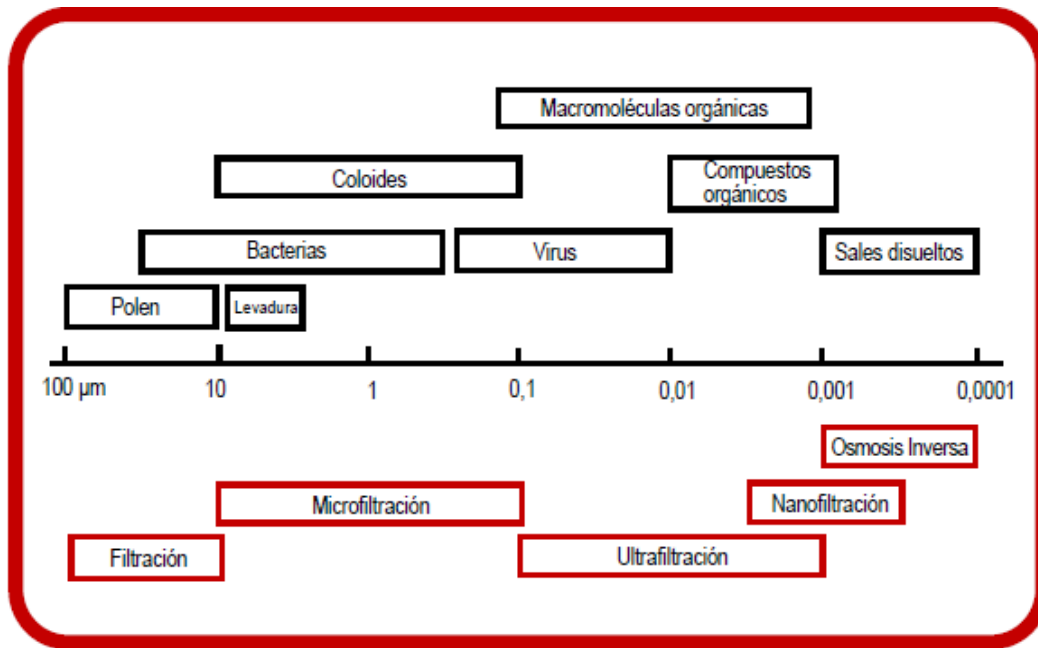 Macromoléculas orgánicas
Coloides
Compuestos
orgánicos
Bacterias
Virus
Sales disueltos
Polen
Levadura
100 µm
10
1
0,1
0,01
0,001
0,0001
Osmosis Inversa
Microfiltración
Nanofiltración
Filtración
Ultrafiltración